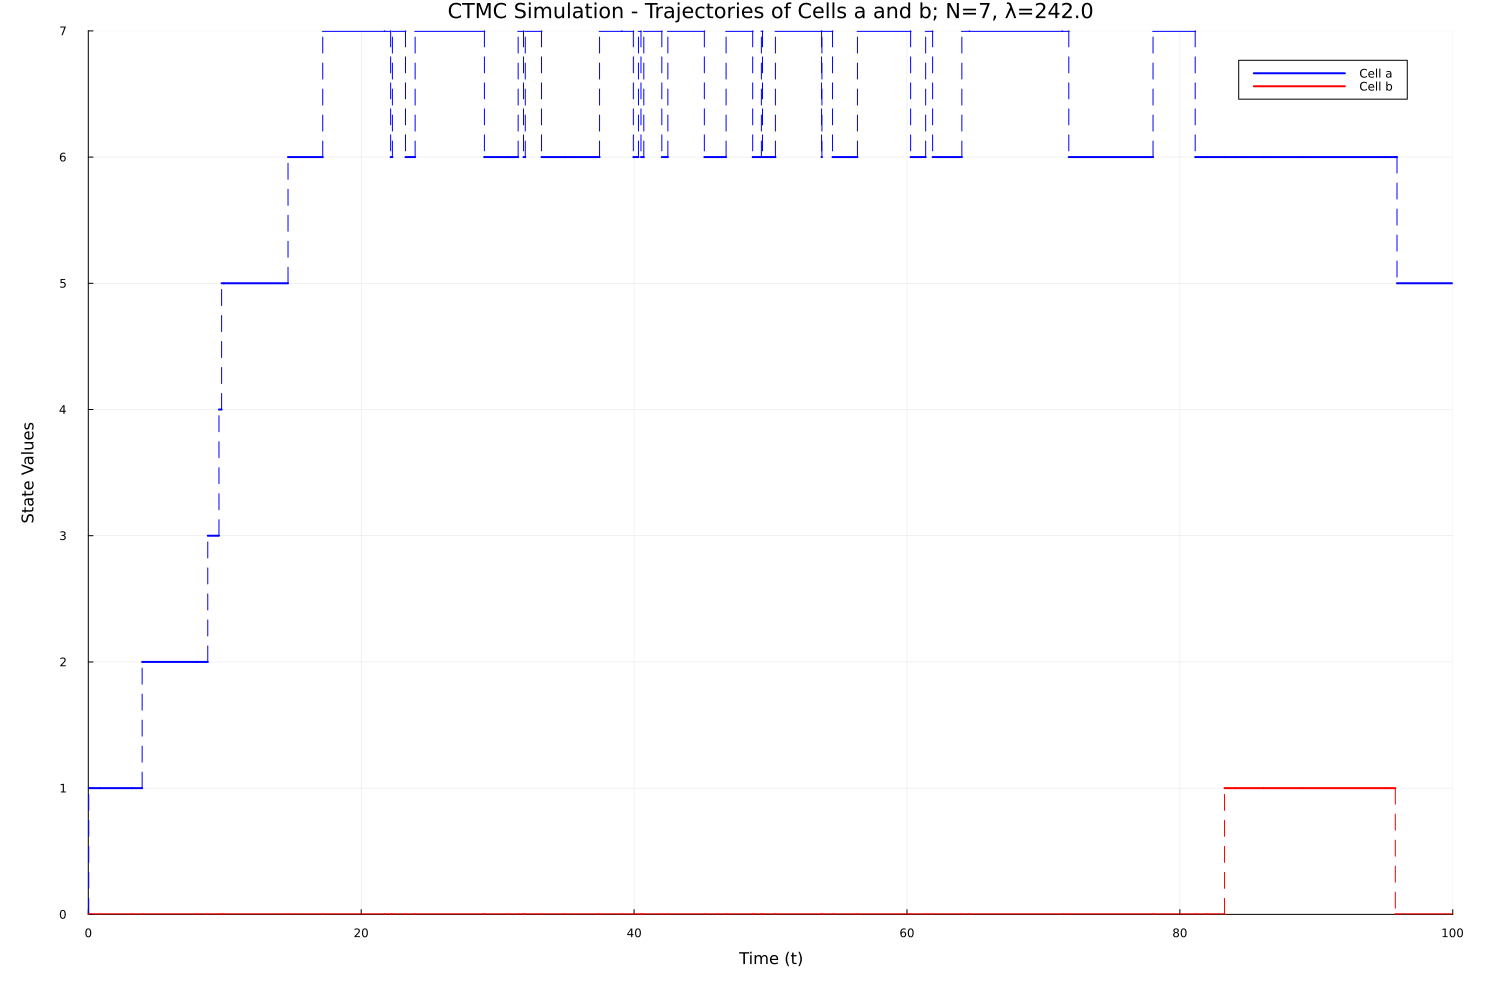 CTMC Simulation - Trajectories of Cells a and b; N=7, λ=242.0
7
Cell a
Cell b
6
5
4
State Values
3
2
1
0
0 20 40 60 80 100
Time (t)